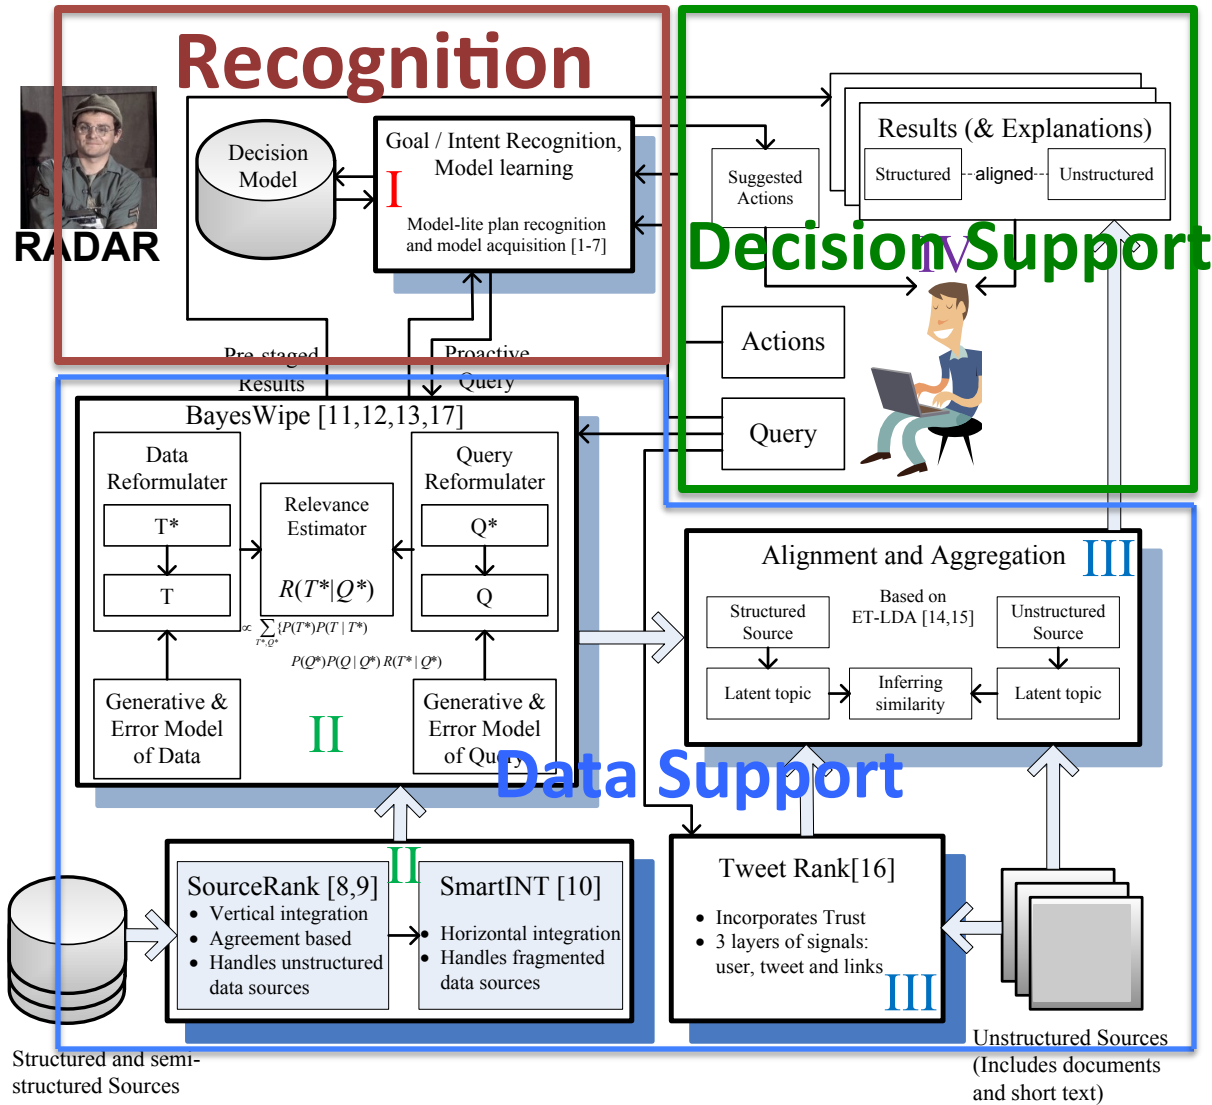 Recognition
RADAR
Decision
Model
Goal / Intent Recognition,
Model learning
I
Model-lite plan recognition
and model acquisition [1-7]
Suggested
Actions
Results (& Explanations)
Structured
aligned
Unstructured
Decision Support
IV
Actions
Query
Pre-staged
Results
Proactive
Query
BayesWipe [11,12,13,17]
Data
Reformulater
T*
T
Relevance
Estimator
R(T*|Q*)
Query
Reformulater
Q*
Q
∝ ∑ {P(T*)P(T | T*)
T*,Q*
P(Q*)P(Q | Q*) R(T* | Q*)
Generative &
Error Model
of Data
II
Generative &
Error Model
of Query
Data Support
Alignment and Aggregation
III
Based on
ET-LDA [14,15]
Structured
Source
Unstructured
Source
Latent topic
Inferring
similarity
Latent topic
II
SourceRank [8,9]
• Vertical integration
• Agreement based
• Handles unstructured
data sources
SmartINT [10]
• Horizontal integration
• Handles fragmented
data sources
Tweet Rank[16]
• Incorporates Trust
• 3 layers of signals:
user, tweet and links
III
Structured and semi-
structured Sources
Unstructured Sources
(Includes documents
and short text)